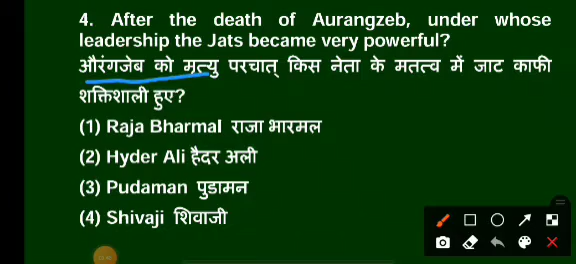 4. After the death of Aurangzeb, under whose
leadership the Jats became very powerful?
औरंगजेब को मृत्यु परचात् किस नेता के मतत्व में जाट काफी
शक्तिशाली हुए?
(1) Raja Bharmal राजा भारमल
(2) Hyder Ali हैदर अली
(3) Pudaman पुडामन
(4) Shivaji शिवाजी